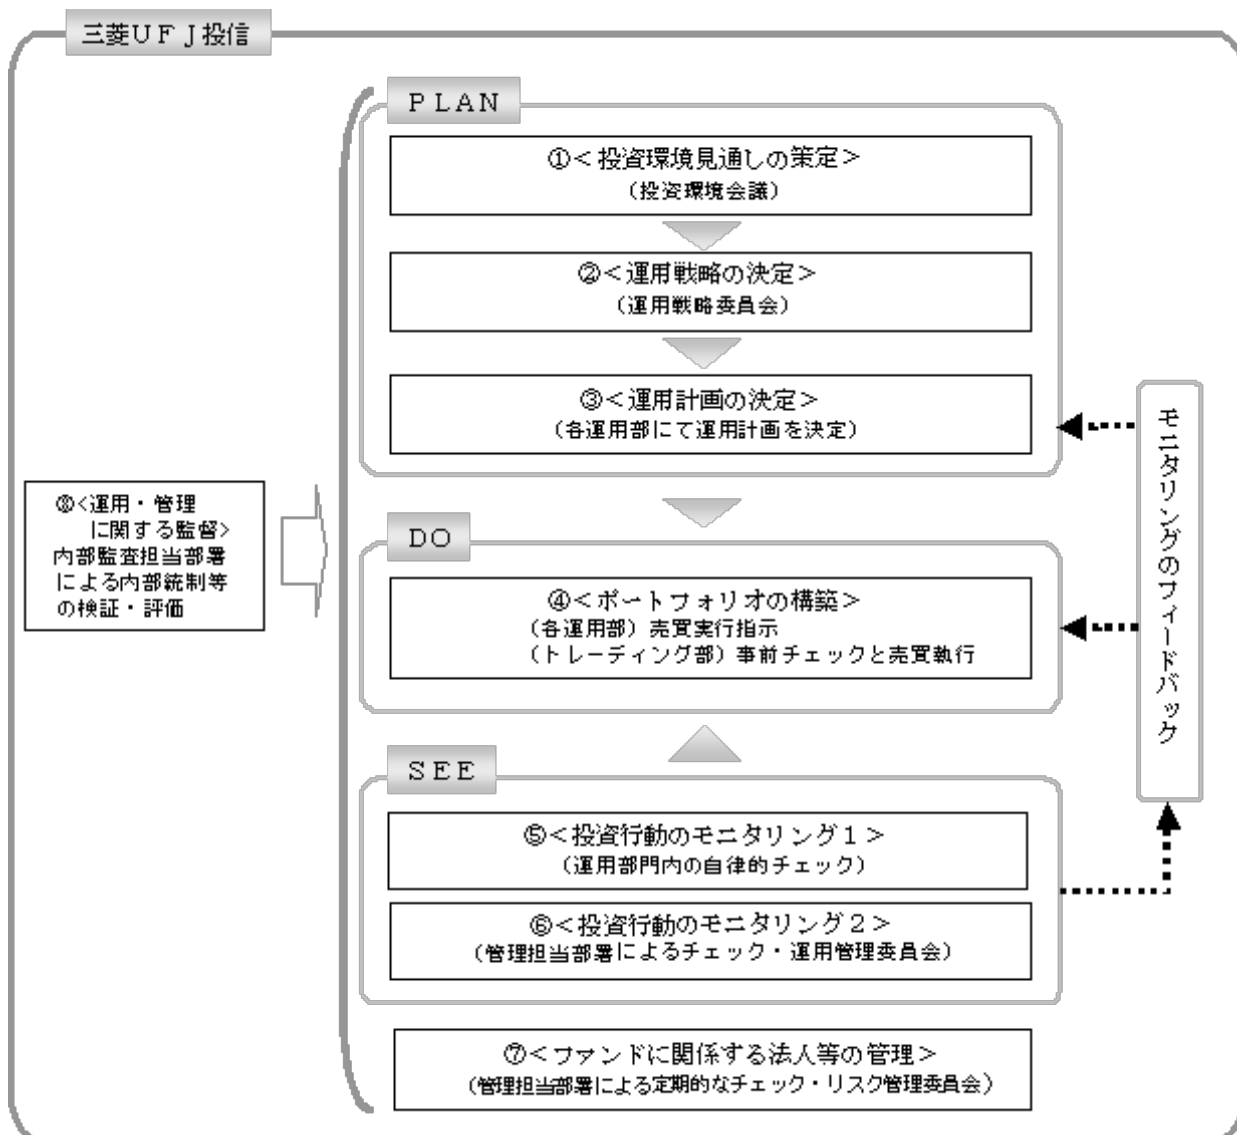 三菱ＵＦＪ投信
ＰＬＡＮ
①＜投資環境見通しの策定＞
（投資環境会議）
②＜運用戦略の決定＞
（運用戦略委員会）
③＜運用計画の決定＞
（各運用部にて運用計画を決定）
モニタリングのフィードバック
⑧<運用・管理
に関する監督>
内部監査担当部署
による内部統制等
の検証・評価
ＤＯ
④＜ポートフォリオの構築＞
（各運用部）売買実行指示
（トレーディング部）事前チェックと売買執行
ＳＥＥ
⑤＜投資行動のモニタリング１＞
（運用部門内の自律的チェック）
⑥＜投資行動のモニタリング２＞
（管理担当部署によるチェック・運用管理委員会）
⑦＜ファンドに関係する法人等の管理＞
（管理担当部署による定期的なチェック・リスク管理委員会）